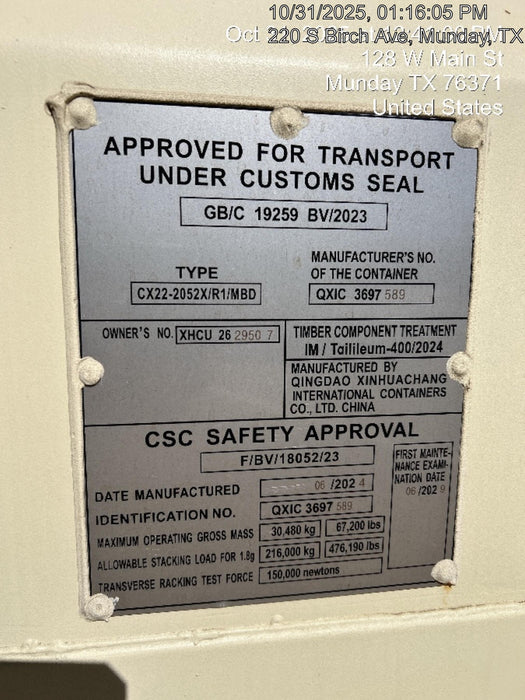 10/31/2025, 01:16:05 PM
220 S Birch Ave, Munday, TX
128 W Main St
Munday TX 76371
United States
APPROVED FOR TRANSPORT
UNDER CUSTOMS SEAL
GB/C 19259 BV/2023
TYPE
CX22-2052X/R1/MBD
MANUFACTURER'S NO.
OF THE CONTAINER
QXIC 3697 589
OWNER'S NO. XHCU 26 2950 7
TIMBER COMPONENT TREATMENT
IM / Tailileum-400/2024
MANUFACTURED BY
QINGDAO XINHUACHANG
INTERNATIONAL CONTAINERS
CO., LTD. CHINA
CSC SAFETY APPROVAL
F/BV/18052/23
DATE MANUFACTURED 06 /202 4
IDENTIFICATION NO. QXIC 3697 589
MAXIMUM OPERATING GROSS MASS 30,480 kg 67,200 lbs
ALLOWABLE STACKING LOAD FOR 1.8g 216,000 kg 476,190 lbs
TRANSVERSE RACKING TEST FORCE 150,000 newtons
FIRST MAINTE-
NANCE EXAMI-
NATION DATE
06 /202 9